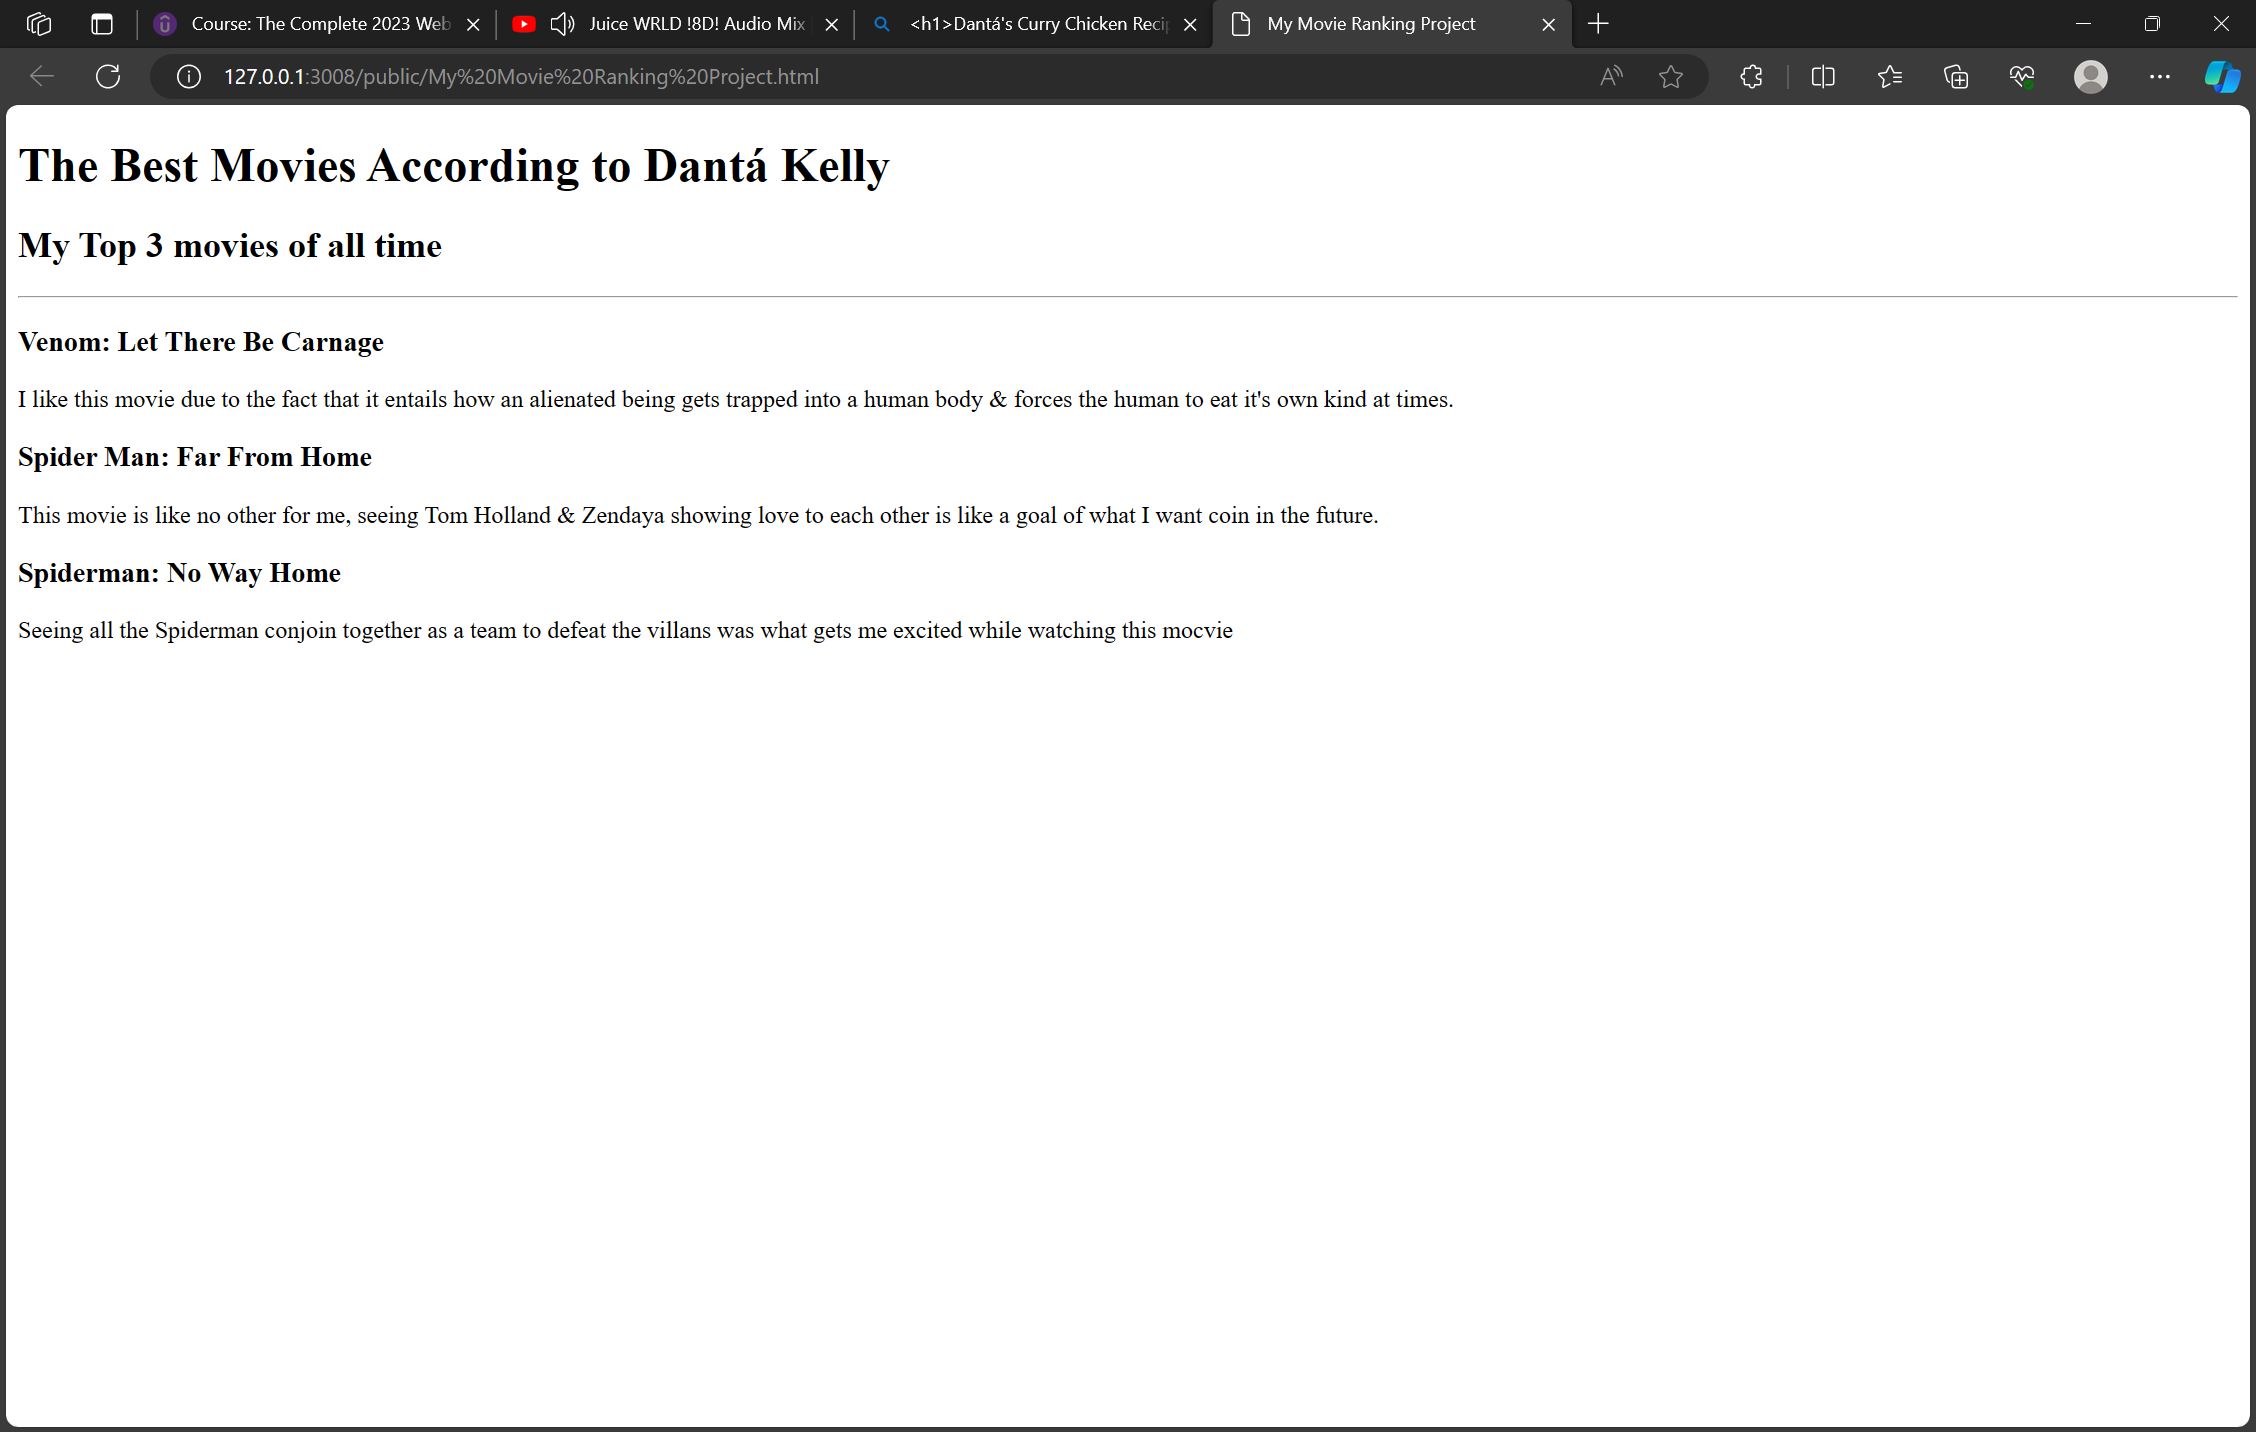 Course: The Complete 2023 Web
Juice WRLD !8D! Audio Mix
<h1>Dantá's Curry Chicken Reci
My Movie Ranking Project
127.0.0.1:3008/public/My%20Movie%20Ranking%20Project.html
The Best Movies According to Dantá Kelly
My Top 3 movies of all time
Venom: Let There Be Carnage
I like this movie due to the fact that it entails how an alienated being gets trapped into a human body & forces the human to eat it's own kind at times.
Spider Man: Far From Home
This movie is like no other for me, seeing Tom Holland & Zendaya showing love to each other is like a goal of what I want coin in the future.
Spiderman: No Way Home
Seeing all the Spiderman conjoin together as a team to defeat the villans was what gets me excited while watching this mocvie